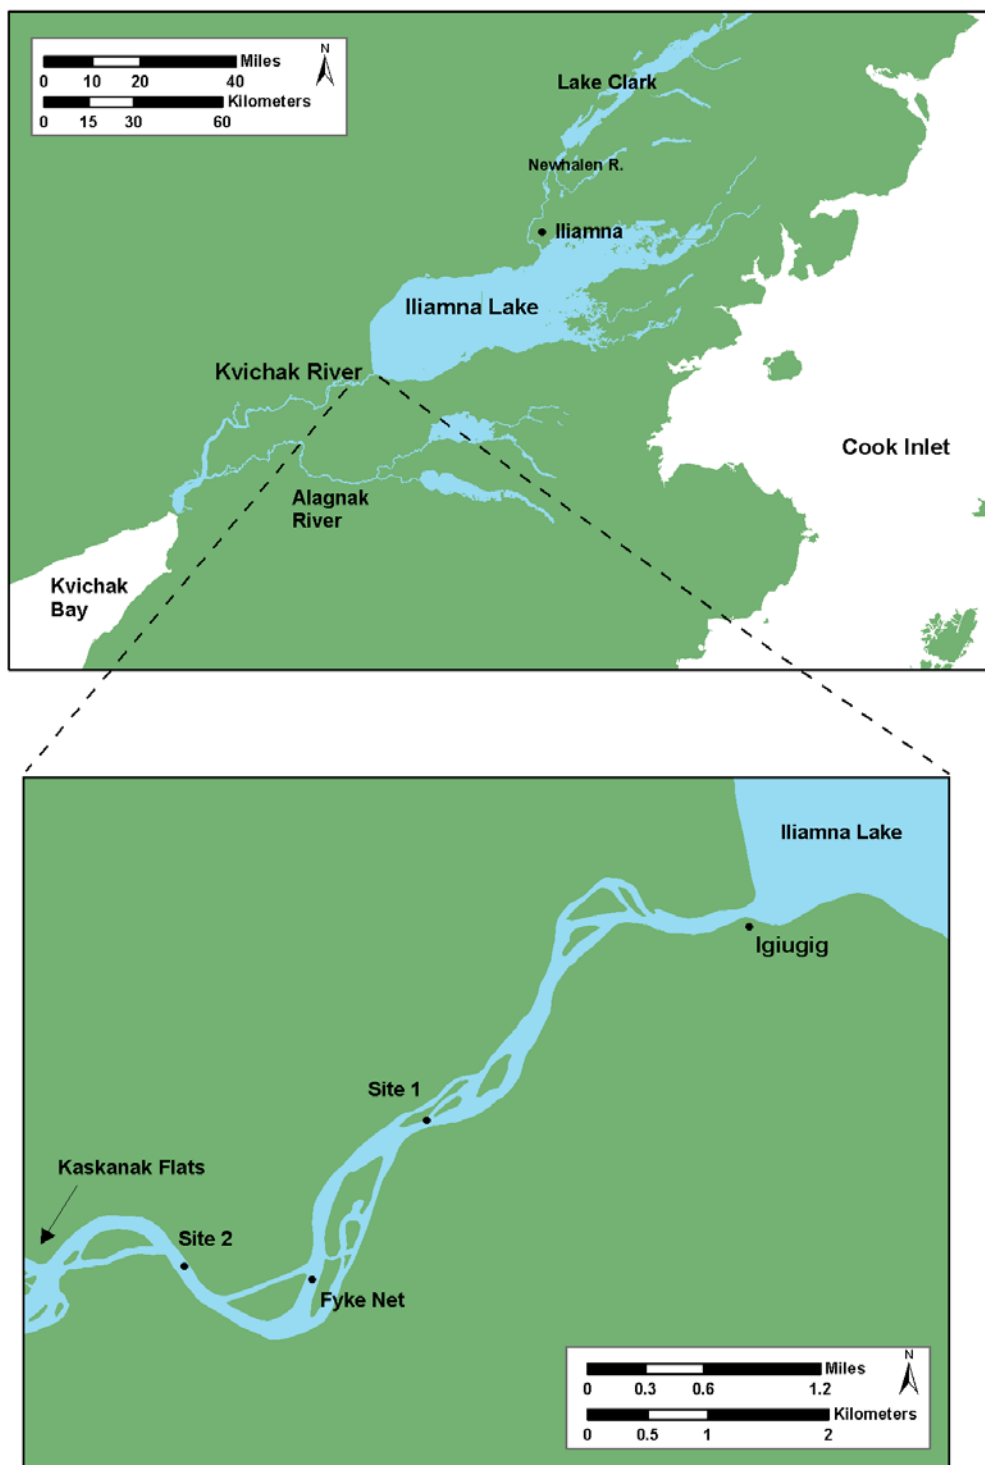 N
Miles
0 10 20 40
Kilometers
0 15 30 60
Lake Clark
Newhalen R.
Iliamna
Iliamna Lake
Kvichak River
Cook Inlet
Alagnak
River
Kvichak
Bay
Iliamna Lake
Igiugig
Site 1
Kaskanak Flats
Site 2
Fyke Net
N
Miles
0 0.3 0.6 1.2
Kilometers
0 0.5 1 2